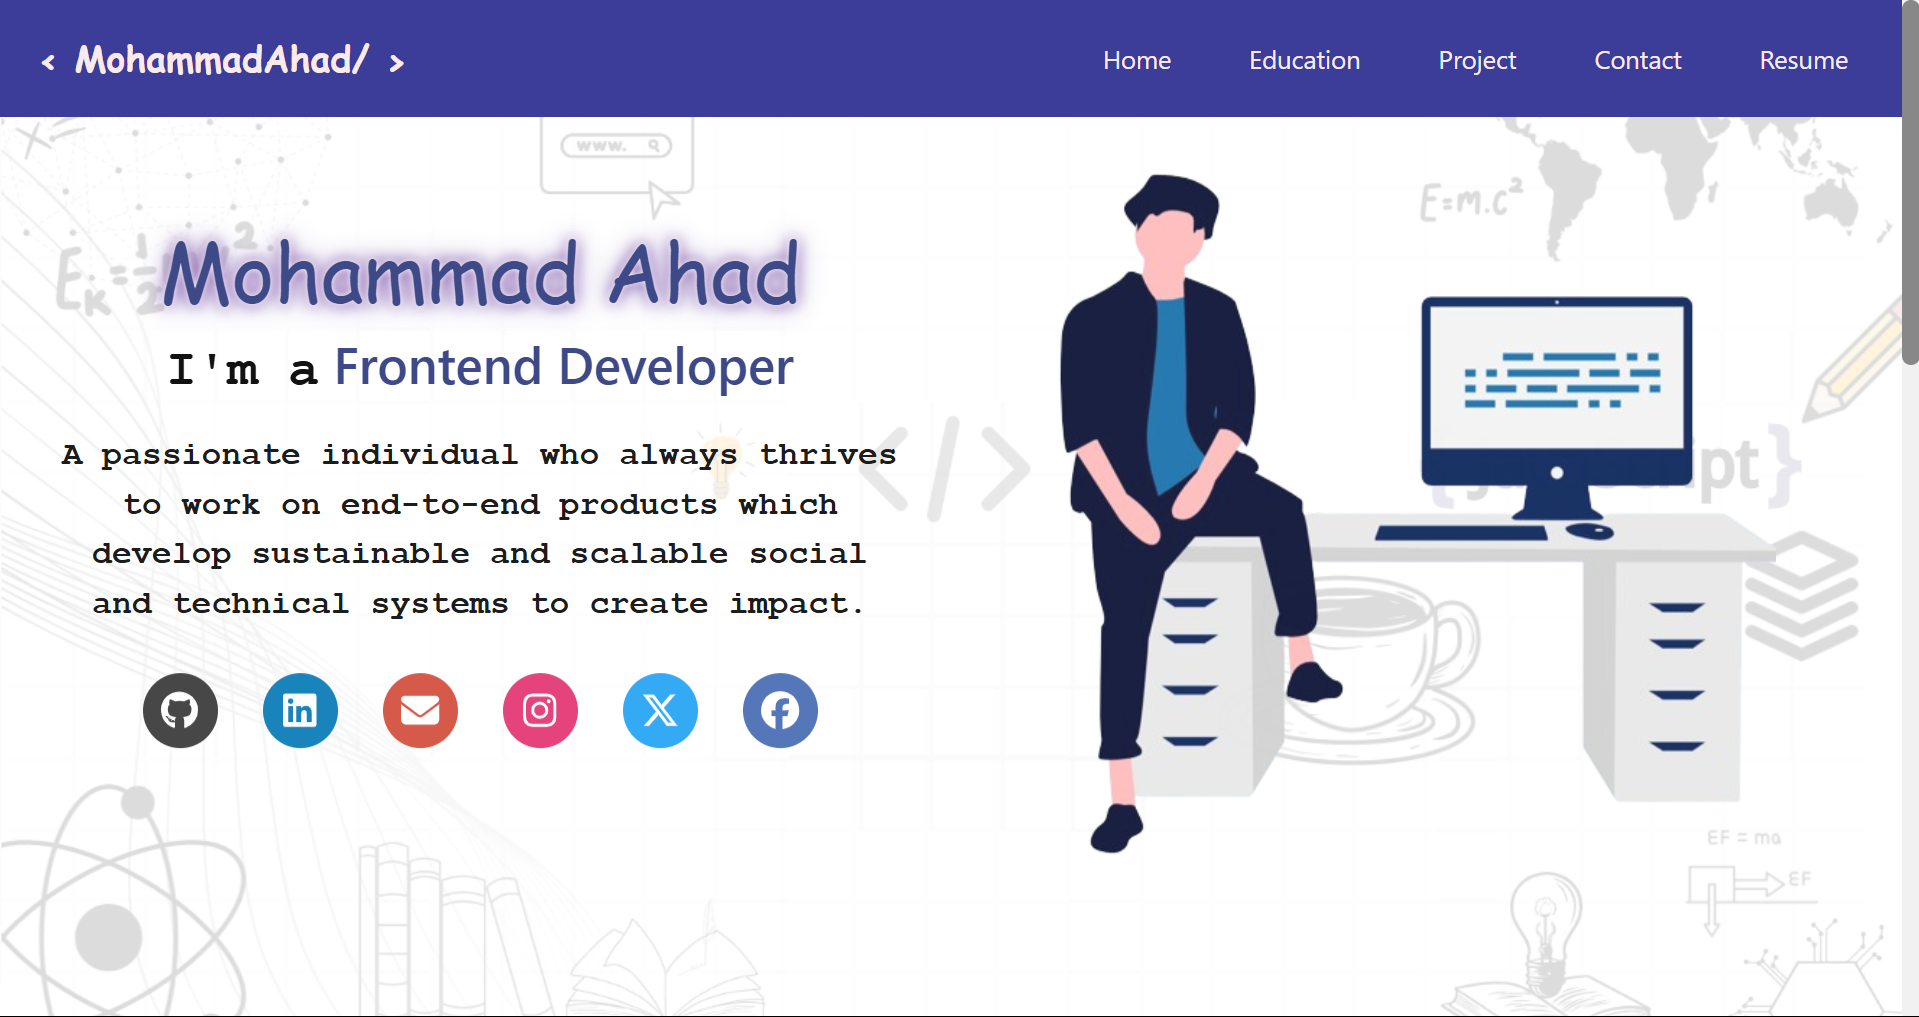 < MohammadAhad/ >
Home Education Project Contact Resume
www.
E=m.c²
Mohammad Ahad
I'm a Frontend Developer
A passionate individual who always thrives
to work on end-to-end products which
develop sustainable and scalable social
and technical systems to create impact.
</>
EF = ma
EF